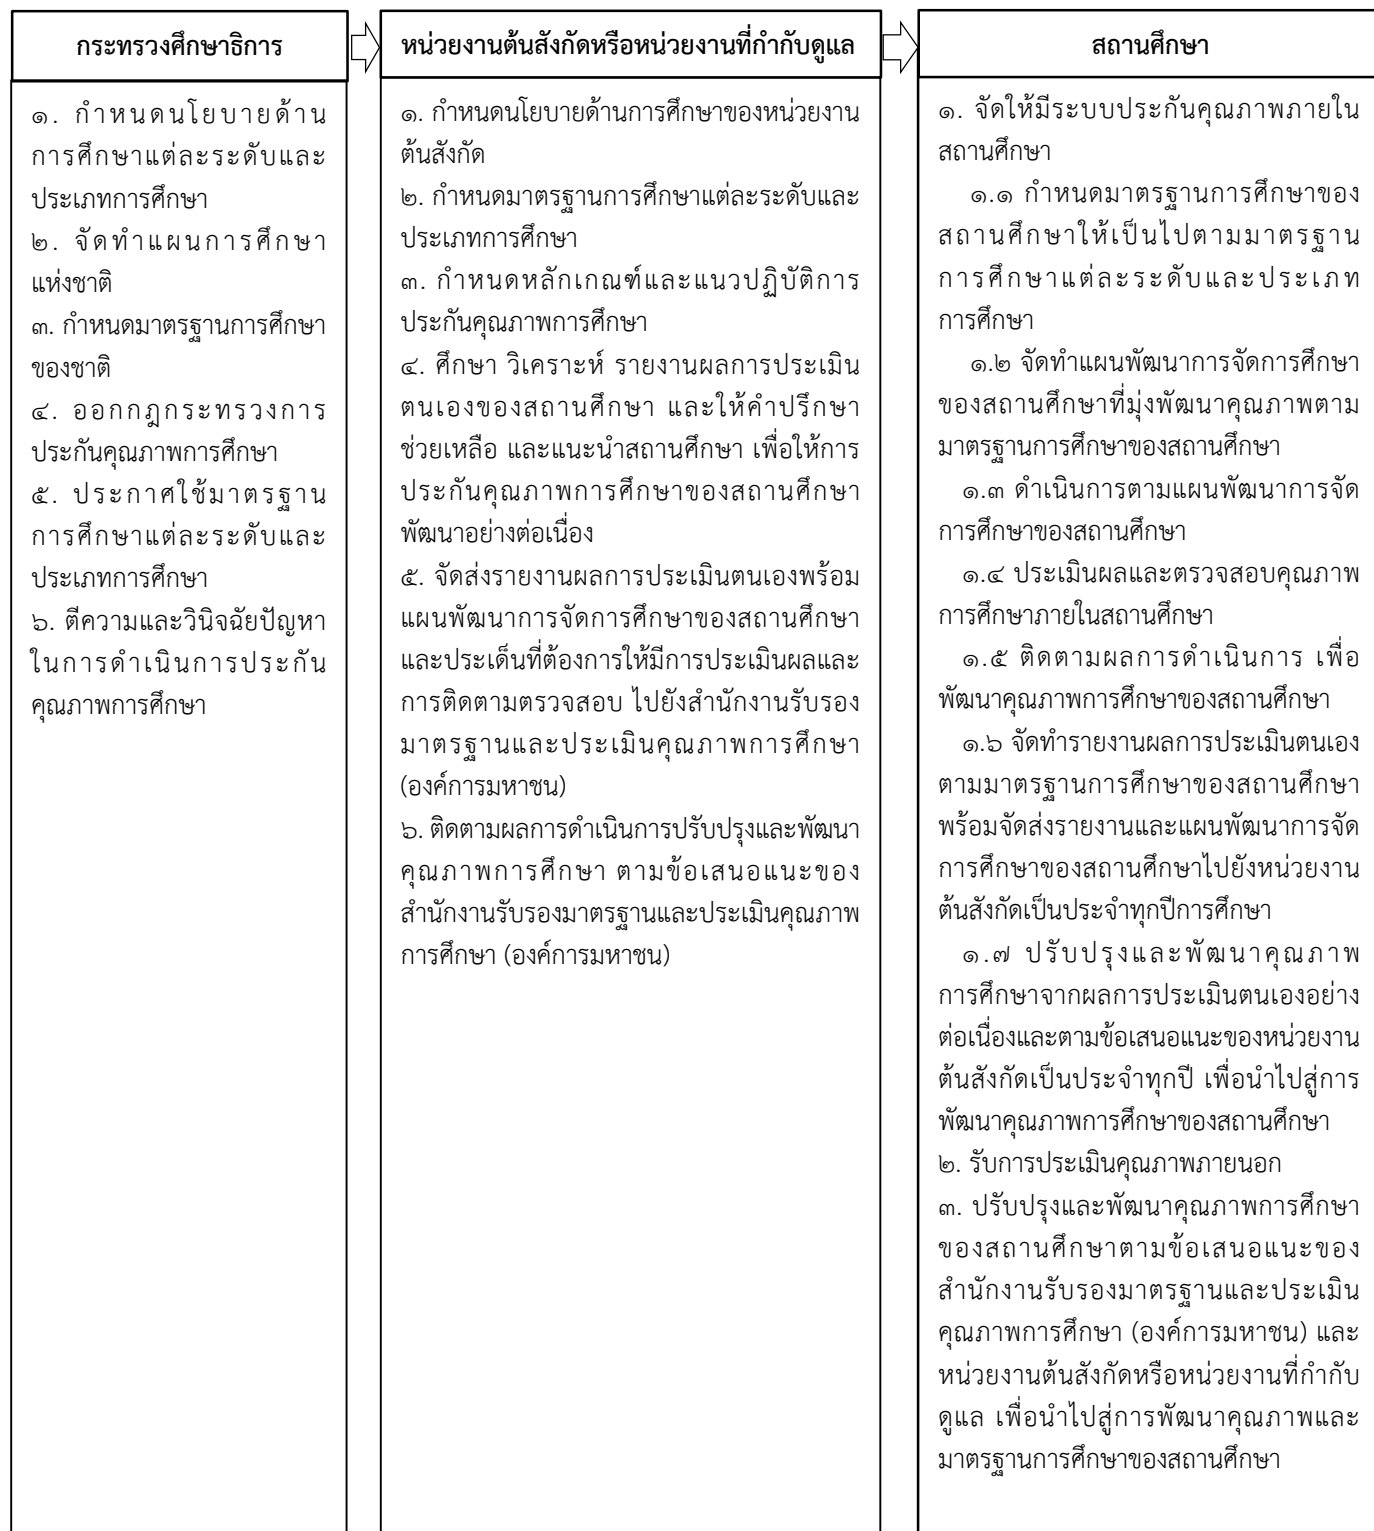 กระทรวงศึกษาธิการ
๑. กำหนดนโยบายด้าน
การศึกษาแต่ละระดับและ
ประเภทการศึกษา
๒. จัดทำแผนการศึกษา
แห่งชาติ
๓. กำหนดมาตรฐานการศึกษา
ของชาติ
๔. ออกกฎกระทรวงการ
ประกันคุณภาพการศึกษา
๕. ประกาศใช้มาตรฐาน
การศึกษาแต่ละระดับและ
ประเภทการศึกษา
๖. ตีความและวินิจฉัยปัญหา
ในการดำเนินการประกัน
คุณภาพการศึกษา
หน่วยงานต้นสังกัดหรือหน่วยงานที่กำกับดูแล
๑. กำหนดนโยบายด้านการศึกษาของหน่วยงาน
ต้นสังกัด
๒. กำหนดมาตรฐานการศึกษาแต่ละระดับและ
ประเภทการศึกษา
๓. กำหนดหลักเกณฑ์และแนวปฏิบัติการ
ประกันคุณภาพการศึกษา
๔. ศึกษา วิเคราะห์ รายงานผลการประเมิน
ตนเองของสถานศึกษา และให้คำปรึกษา
ช่วยเหลือ และแนะนำสถานศึกษา เพื่อให้การ
ประกันคุณภาพการศึกษาของสถานศึกษา
พัฒนาอย่างต่อเนื่อง
๕. จัดส่งรายงานผลการประเมินตนเองพร้อม
แผนพัฒนาการจัดการศึกษาของสถานศึกษา
และประเด็นที่ต้องการให้มีการประเมินผลและ
การติดตามตรวจสอบ ไปยังสำนักงานรับรอง
มาตรฐานและประเมินคุณภาพการศึกษา
(องค์การมหาชน)
๖. ติดตามผลการดำเนินการปรับปรุงและพัฒนา
คุณภาพการศึกษา ตามข้อเสนอแนะของ
สำนักงานรับรองมาตรฐานและประเมินคุณภาพ
การศึกษา (องค์การมหาชน)
สถานศึกษา
๑. จัดให้มีระบบประกันคุณภาพภายใน
สถานศึกษา
๑.๑ กำหนดมาตรฐานการศึกษาของ
สถานศึกษาให้เป็นไปตามมาตรฐาน
การศึกษาแต่ละระดับและประเภท
การศึกษา
๑.๒ จัดทำแผนพัฒนาการจัดการศึกษา
ของสถานศึกษาที่มุ่งพัฒนาคุณภาพตาม
มาตรฐานการศึกษาของสถานศึกษา
๑.๓ ดำเนินการตามแผนพัฒนาการจัด
การศึกษาของสถานศึกษา
๑.๔ ประเมินผลและตรวจสอบคุณภาพ
การศึกษาภายในสถานศึกษา
๑.๕ ติดตามผลการดำเนินการ เพื่อ
พัฒนาคุณภาพการศึกษาของสถานศึกษา
๑.๖ จัดทำรายงานผลการประเมินตนเอง
ตามมาตรฐานการศึกษาของสถานศึกษา
พร้อมจัดส่งรายงานและแผนพัฒนาการจัด
การศึกษาของสถานศึกษาไปยังหน่วยงาน
ต้นสังกัดเป็นประจำทุกปีการศึกษา
๑.๗ ปรับปรุงและพัฒนาคุณภาพ
การศึกษาจากผลการประเมินตนเองอย่าง
ต่อเนื่องและตามข้อเสนอแนะของหน่วยงาน
ต้นสังกัดเป็นประจำทุกปี เพื่อนำไปสู่การ
พัฒนาคุณภาพการศึกษาของสถานศึกษา
๒. รับการประเมินคุณภาพภายนอก
๓. ปรับปรุงและพัฒนาคุณภาพการศึกษา
ของสถานศึกษาตามข้อเสนอแนะของ
สำนักงานรับรองมาตรฐานและประเมิน
คุณภาพการศึกษา (องค์การมหาชน) และ
หน่วยงานต้นสังกัดหรือหน่วยงานที่กำกับ
ดูแล เพื่อนำไปสู่การพัฒนาคุณภาพและ
มาตรฐานการศึกษาของสถานศึกษา